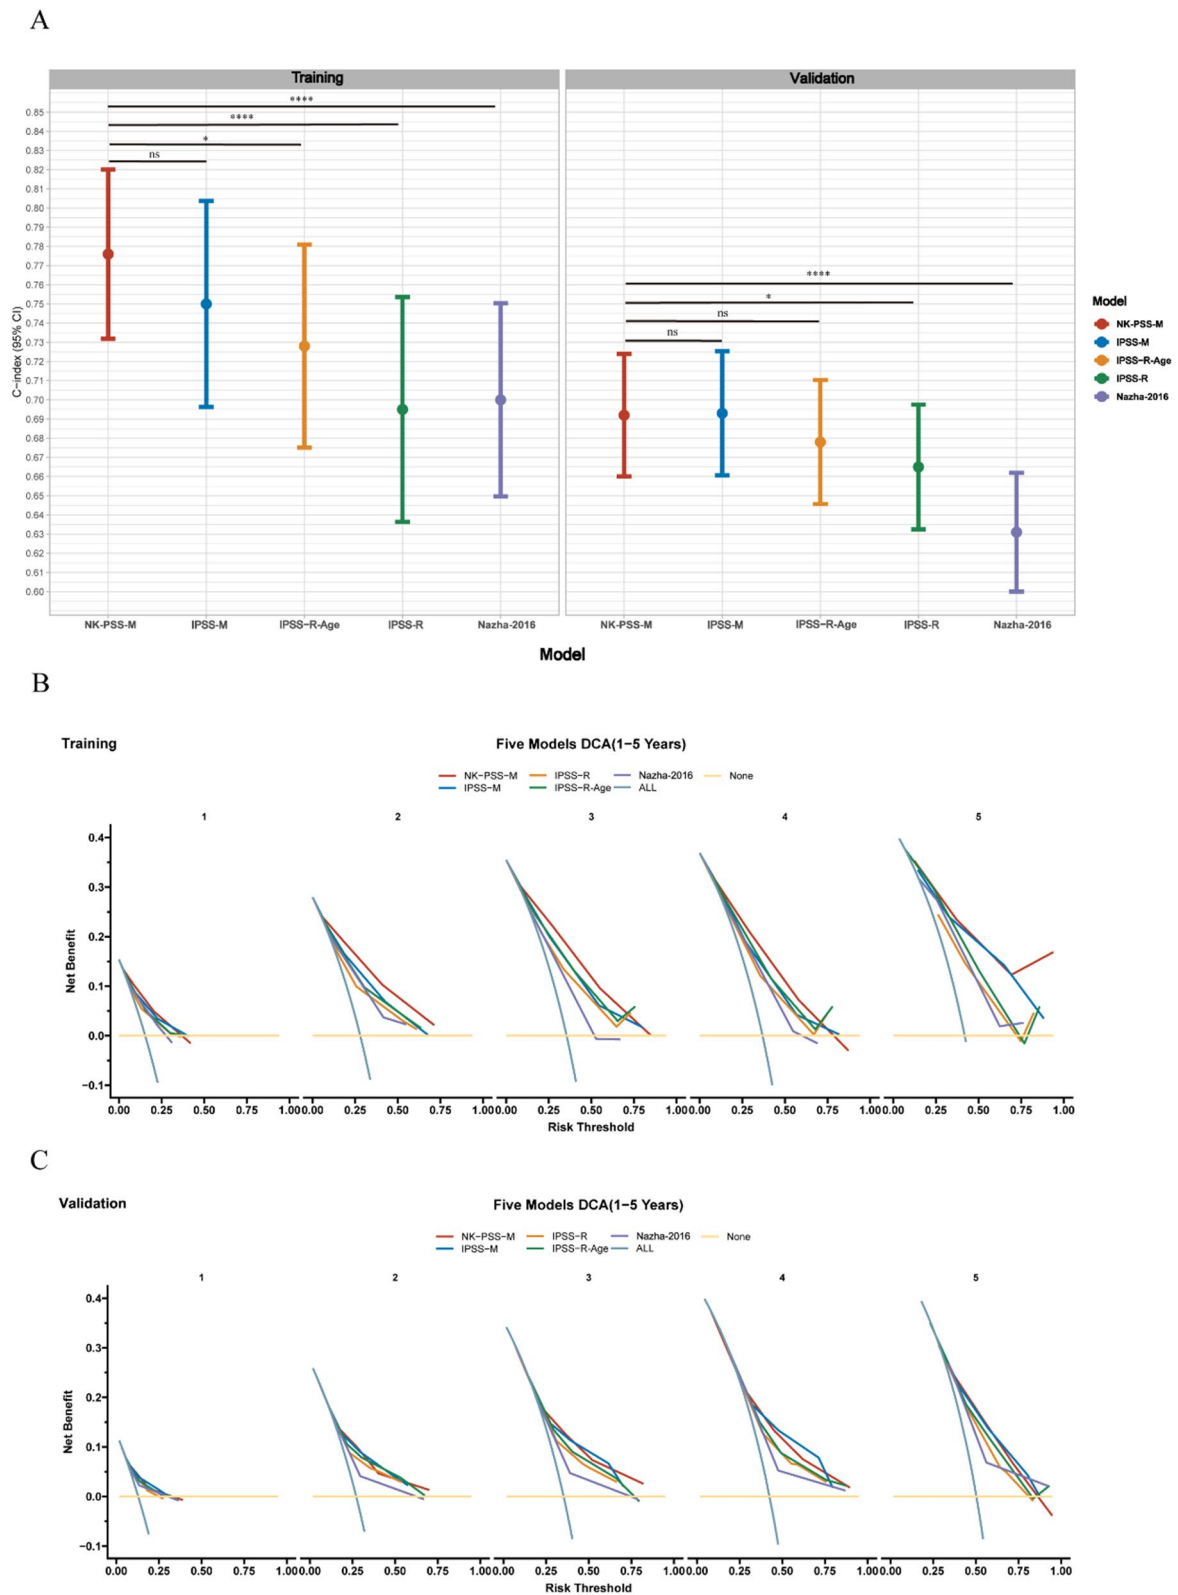 A
Training
Validation
****
****
*
ns
****
*
ns
ns
C-index (95% CI)
0.85
0.84
0.83
0.82
0.81
0.80
0.79
0.78
0.77
0.76
0.75
0.74
0.73
0.72
0.71
0.70
0.69
0.68
0.67
0.66
0.65
0.64
0.63
0.62
0.61
0.60
NK-PSS-M IPSS-M IPSS-R-Age IPSS-R Nazha-2016
NK-PSS-M IPSS-M IPSS-R-Age IPSS-R Nazha-2016
Model
Model
NK-PSS-M
IPSS-M
IPSS-R-Age
IPSS-R
Nazha-2016
B
Training
Five Models DCA(1-5 Years)
NK-PSS-M IPSS-R Nazha-2016 None
IPSS-M IPSS-R-Age ALL
1 2 3 4 5
Net Benefit
0.4
0.3
0.2
0.1
0.0
-0.1
0.00 0.25 0.50 0.75 1.00 0.00 0.25 0.50 0.75 1.00 0.00 0.25 0.50 0.75 1.00 0.00 0.25 0.50 0.75 1.00 0.00 0.25 0.50 0.75 1.00
Risk Threshold
C
Validation
Five Models DCA(1-5 Years)
NK-PSS-M IPSS-R Nazha-2016 None
IPSS-M IPSS-R-Age ALL
1 2 3 4 5
Net Benefit
0.4
0.3
0.2
0.1
0.0
-0.1
0.00 0.25 0.50 0.75 1.00 0.00 0.25 0.50 0.75 1.00 0.00 0.25 0.50 0.75 1.00 0.00 0.25 0.50 0.75 1.00 0.00 0.25 0.50 0.75 1.00
Risk Threshold